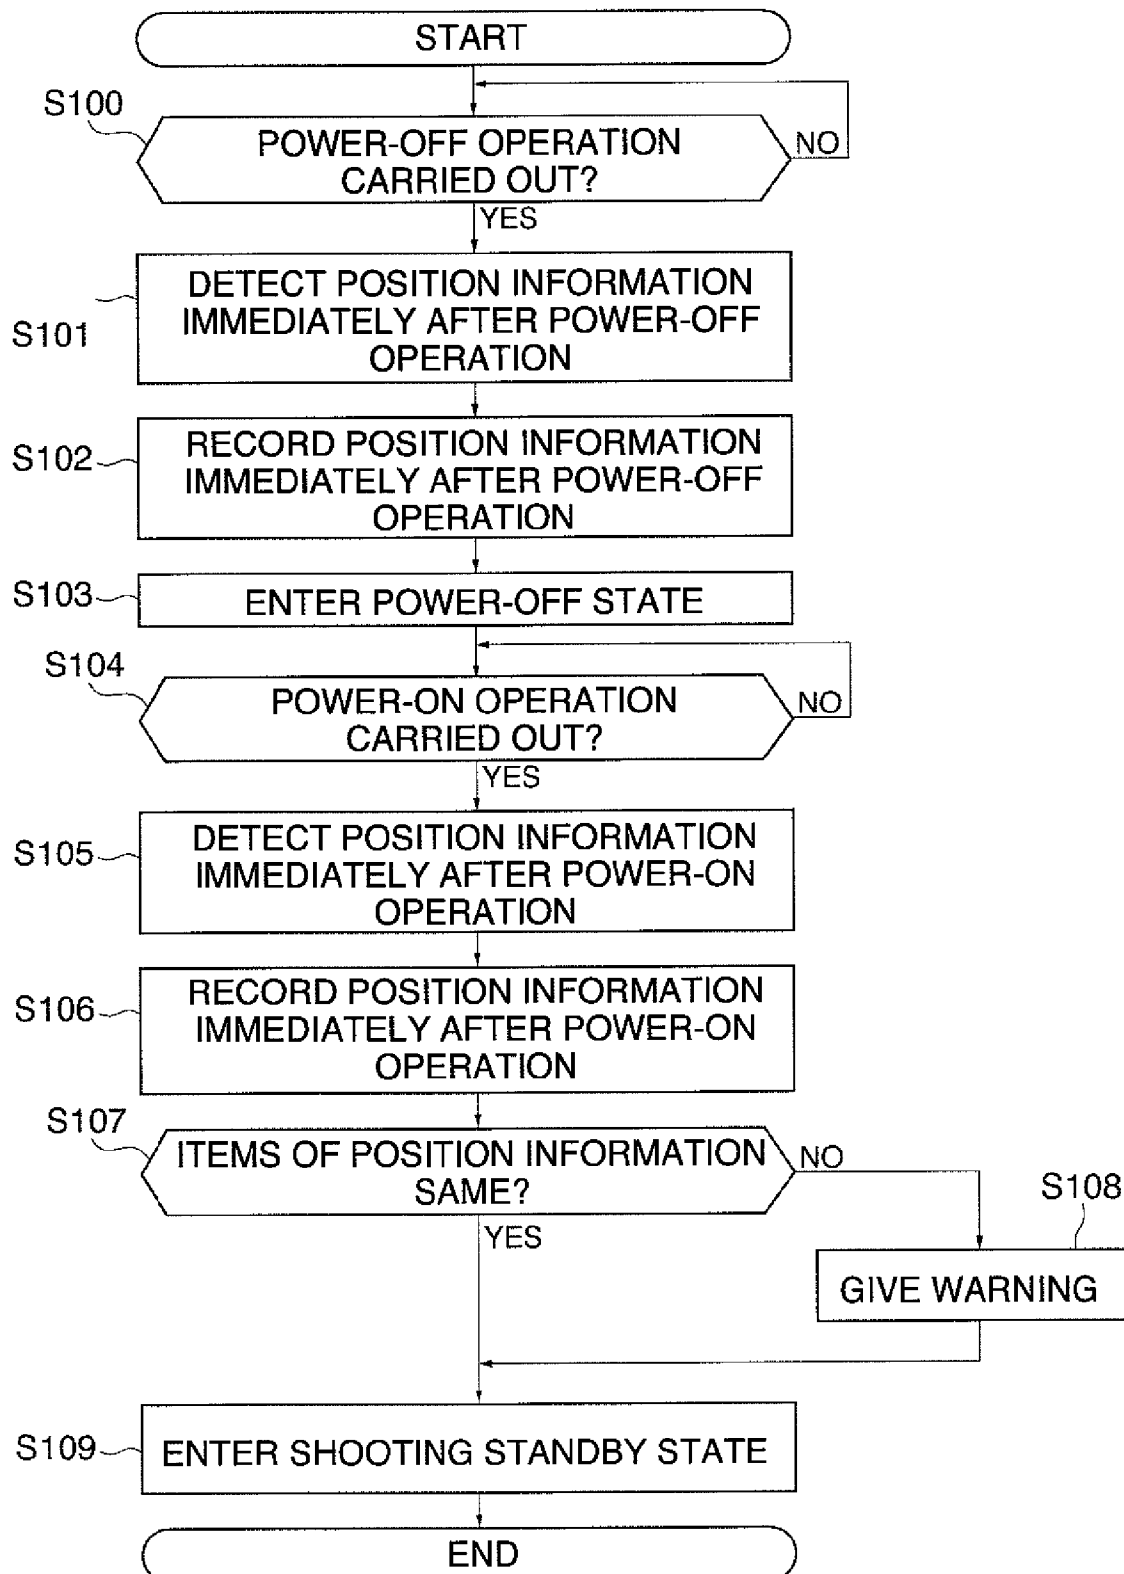 START
S100
POWER-OFF OPERATION
CARRIED OUT?
NO
YES
S101
DETECT POSITION INFORMATION
IMMEDIATELY AFTER POWER-OFF
OPERATION
S102
RECORD POSITION INFORMATION
IMMEDIATELY AFTER POWER-OFF
OPERATION
S103
ENTER POWER-OFF STATE
S104
POWER-ON OPERATION
CARRIED OUT?
NO
YES
S105
DETECT POSITION INFORMATION
IMMEDIATELY AFTER POWER-ON
OPERATION
S106
RECORD POSITION INFORMATION
IMMEDIATELY AFTER POWER-ON
OPERATION
S107
ITEMS OF POSITION INFORMATION
SAME?
NO
YES
S108
GIVE WARNING
S109
ENTER SHOOTING STANDBY STATE
END